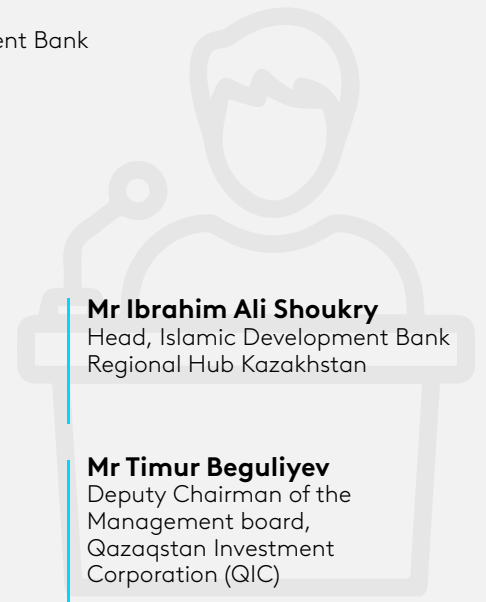 ent Bank
Mr Ibrahim Ali Shoukry
Head, Islamic Development Bank
Regional Hub Kazakhstan
Mr Timur Beguliyev
Deputy Chairman of the
Management board,
Qazaqstan Investment
Corporation (QIC)